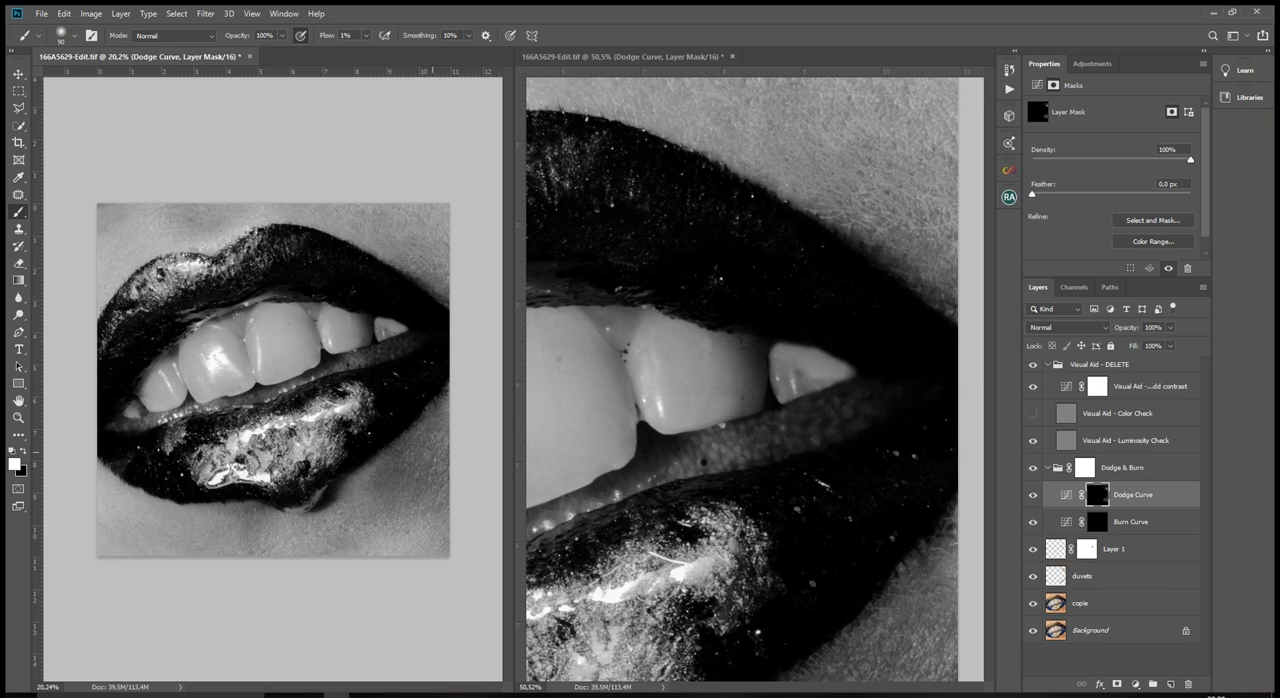 Ps File Edit Image Layer Type Select Filter 3D View Window Help
90 Mode: Normal Opacity: 100% Flow: 1% Smoothing: 10%
166A5629-Edit.tif @ 20,2% (Dodge Curve, Layer Mask/16) * ×
166A5629-Edit.tif @ 50,5% (Dodge Curve, Layer Mask/16) * ×
Properties Adjustments
Learn
Masks
Libraries
Layer Mask
Density: 100%
Feather: 0,0 px
RA
Refine:
Select and Mask...
Color Range...
Layers Channels Paths
Kind
Normal Opacity: 100%
Lock: Fill: 100%
Visual Aid - DELETE
Visual Aid -...dd contrast
Visual Aid - Color Check
Visual Aid - Luminosity Check
Dodge & Burn
Dodge Curve
Burn Curve
Layer 1
duvets
copie
Background
20,24% Doc: 39,5M/113,4M
50,52% Doc: 39,5M/113,4M